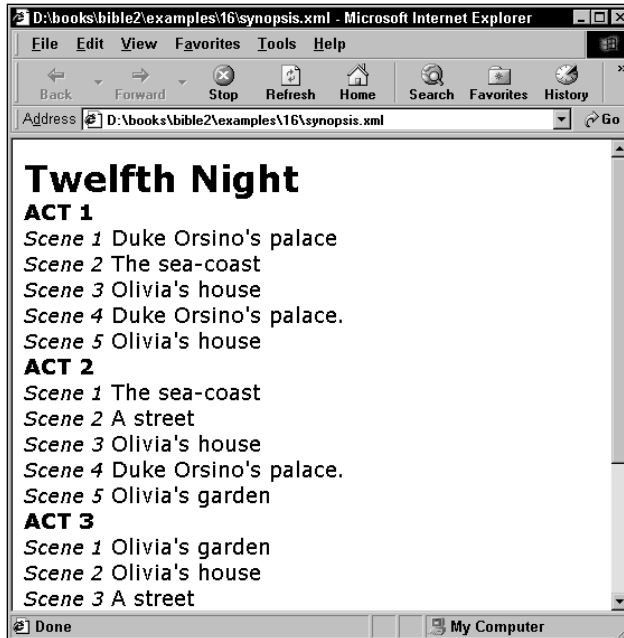 D:\books\bible2\examples\16\synopsis.xml - Microsoft Internet Explorer
File Edit View Favorites Tools Help
Back Forward Stop Refresh Home Search Favorites History »
Address D:\books\bible2\examples\16\synopsis.xml Go
Twelfth Night
ACT 1
Scene 1 Duke Orsino's palace
Scene 2 The sea-coast
Scene 3 Olivia's house
Scene 4 Duke Orsino's palace.
Scene 5 Olivia's house
ACT 2
Scene 1 The sea-coast
Scene 2 A street
Scene 3 Olivia's house
Scene 4 Duke Orsino's palace.
Scene 5 Olivia's garden
ACT 3
Scene 1 Olivia's garden
Scene 2 Olivia's house
Scene 3 A street
Done My Computer